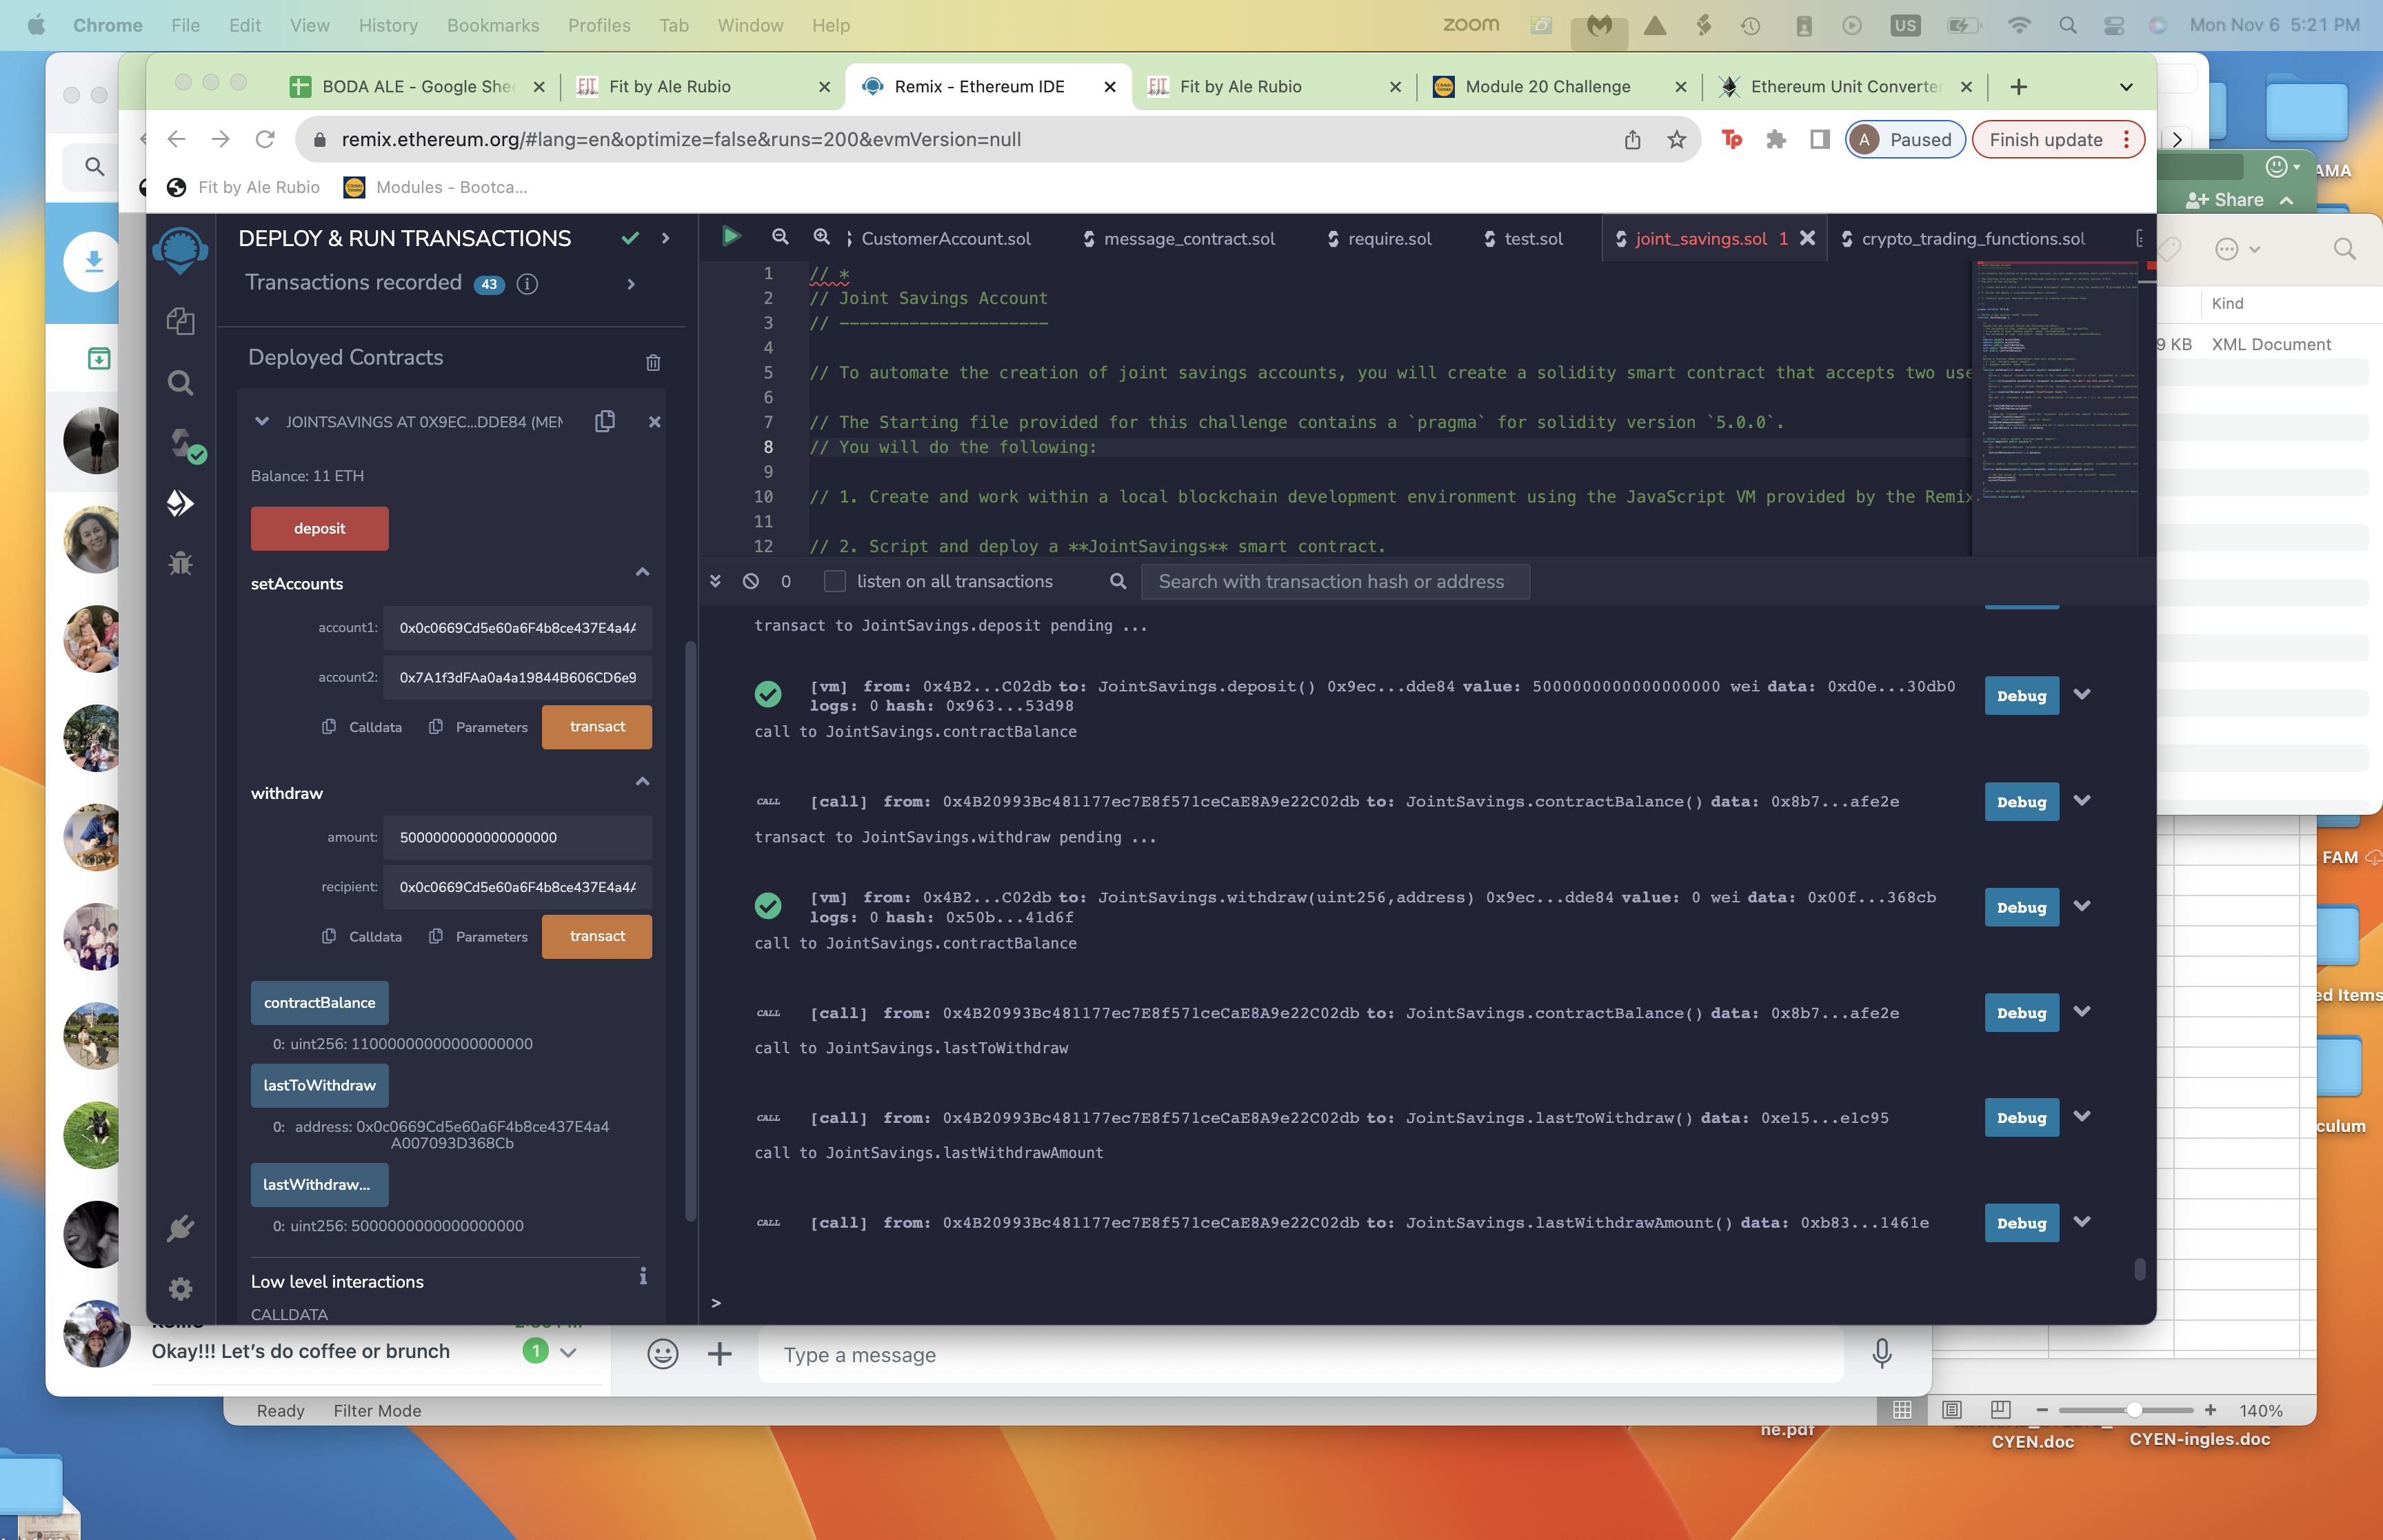 Chrome File Edit View History Bookmarks Profiles Tab Window Help
zoom US Mon Nov 6 5:21 PM
BODA ALE - Google She
Fit by Ale Rubio
Remix - Ethereum IDE
Fit by Ale Rubio
Module 20 Challenge
Ethereum Unit Converter
remix.ethereum.org/#lang=en&optimize=false&runs=200&evmVersion=null
Tp
A Paused
Finish update
Fit by Ale Rubio
Modules - Bootca...
AMA
Share
Kind
9 KB XML Document
DEPLOY & RUN TRANSACTIONS
Transactions recorded 43 i
Deployed Contracts
JOINTSAVINGS AT 0X9EC...DDE84 (MEM
Balance: 11 ETH
deposit
setAccounts
account1: 0x0c0669Cd5e60a6F4b8ce437E4a4A
account2: 0x7A1f3dFAa0a4a19844B606CD6e9
Calldata Parameters transact
withdraw
amount: 5000000000000000000
recipient: 0x0c0669Cd5e60a6F4b8ce437E4a4A
Calldata Parameters transact
contractBalance
0: uint256: 11000000000000000000
lastToWithdraw
0: address: 0x0c0669Cd5e60a6F4b8ce437E4a4
A007093D368Cb
lastWithdraw...
0: uint256: 5000000000000000000
Low level interactions
CALLDATA
CustomerAccount.sol message_contract.sol require.sol test.sol joint_savings.sol 1 crypto_trading_functions.sol
1 // *
2 // Joint Savings Account
3 // ---------------------
4
5 // To automate the creation of joint savings accounts, you will create a solidity smart contract that accepts two use
6
7 // The Starting file provided for this challenge contains a `pragma` for solidity version `5.0.0`.
8 // You will do the following:
9
10 // 1. Create and work within a local blockchain development environment using the JavaScript VM provided by the Remix
11
12 // 2. Script and deploy a **JointSavings** smart contract.
0 listen on all transactions Search with transaction hash or address
transact to JointSavings.deposit pending ...
[vm] from: 0x4B2...C02db to: JointSavings.deposit() 0x9ec...dde84 value: 5000000000000000000 wei data: 0xd0e...30db0
logs: 0 hash: 0x963...53d98
Debug
call to JointSavings.contractBalance
CALL [call] from: 0x4B20993Bc481177ec7E8f571ceCaE8A9e22C02db to: JointSavings.contractBalance() data: 0x8b7...afe2e
Debug
transact to JointSavings.withdraw pending ...
[vm] from: 0x4B2...C02db to: JointSavings.withdraw(uint256,address) 0x9ec...dde84 value: 0 wei data: 0x00f...368cb
logs: 0 hash: 0x50b...41d6f
Debug
call to JointSavings.contractBalance
CALL [call] from: 0x4B20993Bc481177ec7E8f571ceCaE8A9e22C02db to: JointSavings.contractBalance() data: 0x8b7...afe2e
Debug
call to JointSavings.lastToWithdraw
CALL [call] from: 0x4B20993Bc481177ec7E8f571ceCaE8A9e22C02db to: JointSavings.lastToWithdraw() data: 0xe15...e1c95
Debug
call to JointSavings.lastWithdrawAmount
CALL [call] from: 0x4B20993Bc481177ec7E8f571ceCaE8A9e22C02db to: JointSavings.lastWithdrawAmount() data: 0xb83...1461e
Debug
>
FAM
ed Items
culum
Okay!!! Let's do coffee or brunch 1
Type a message
Ready Filter Mode
140%
ne.pdf
CYEN.doc
CYEN-ingles.doc